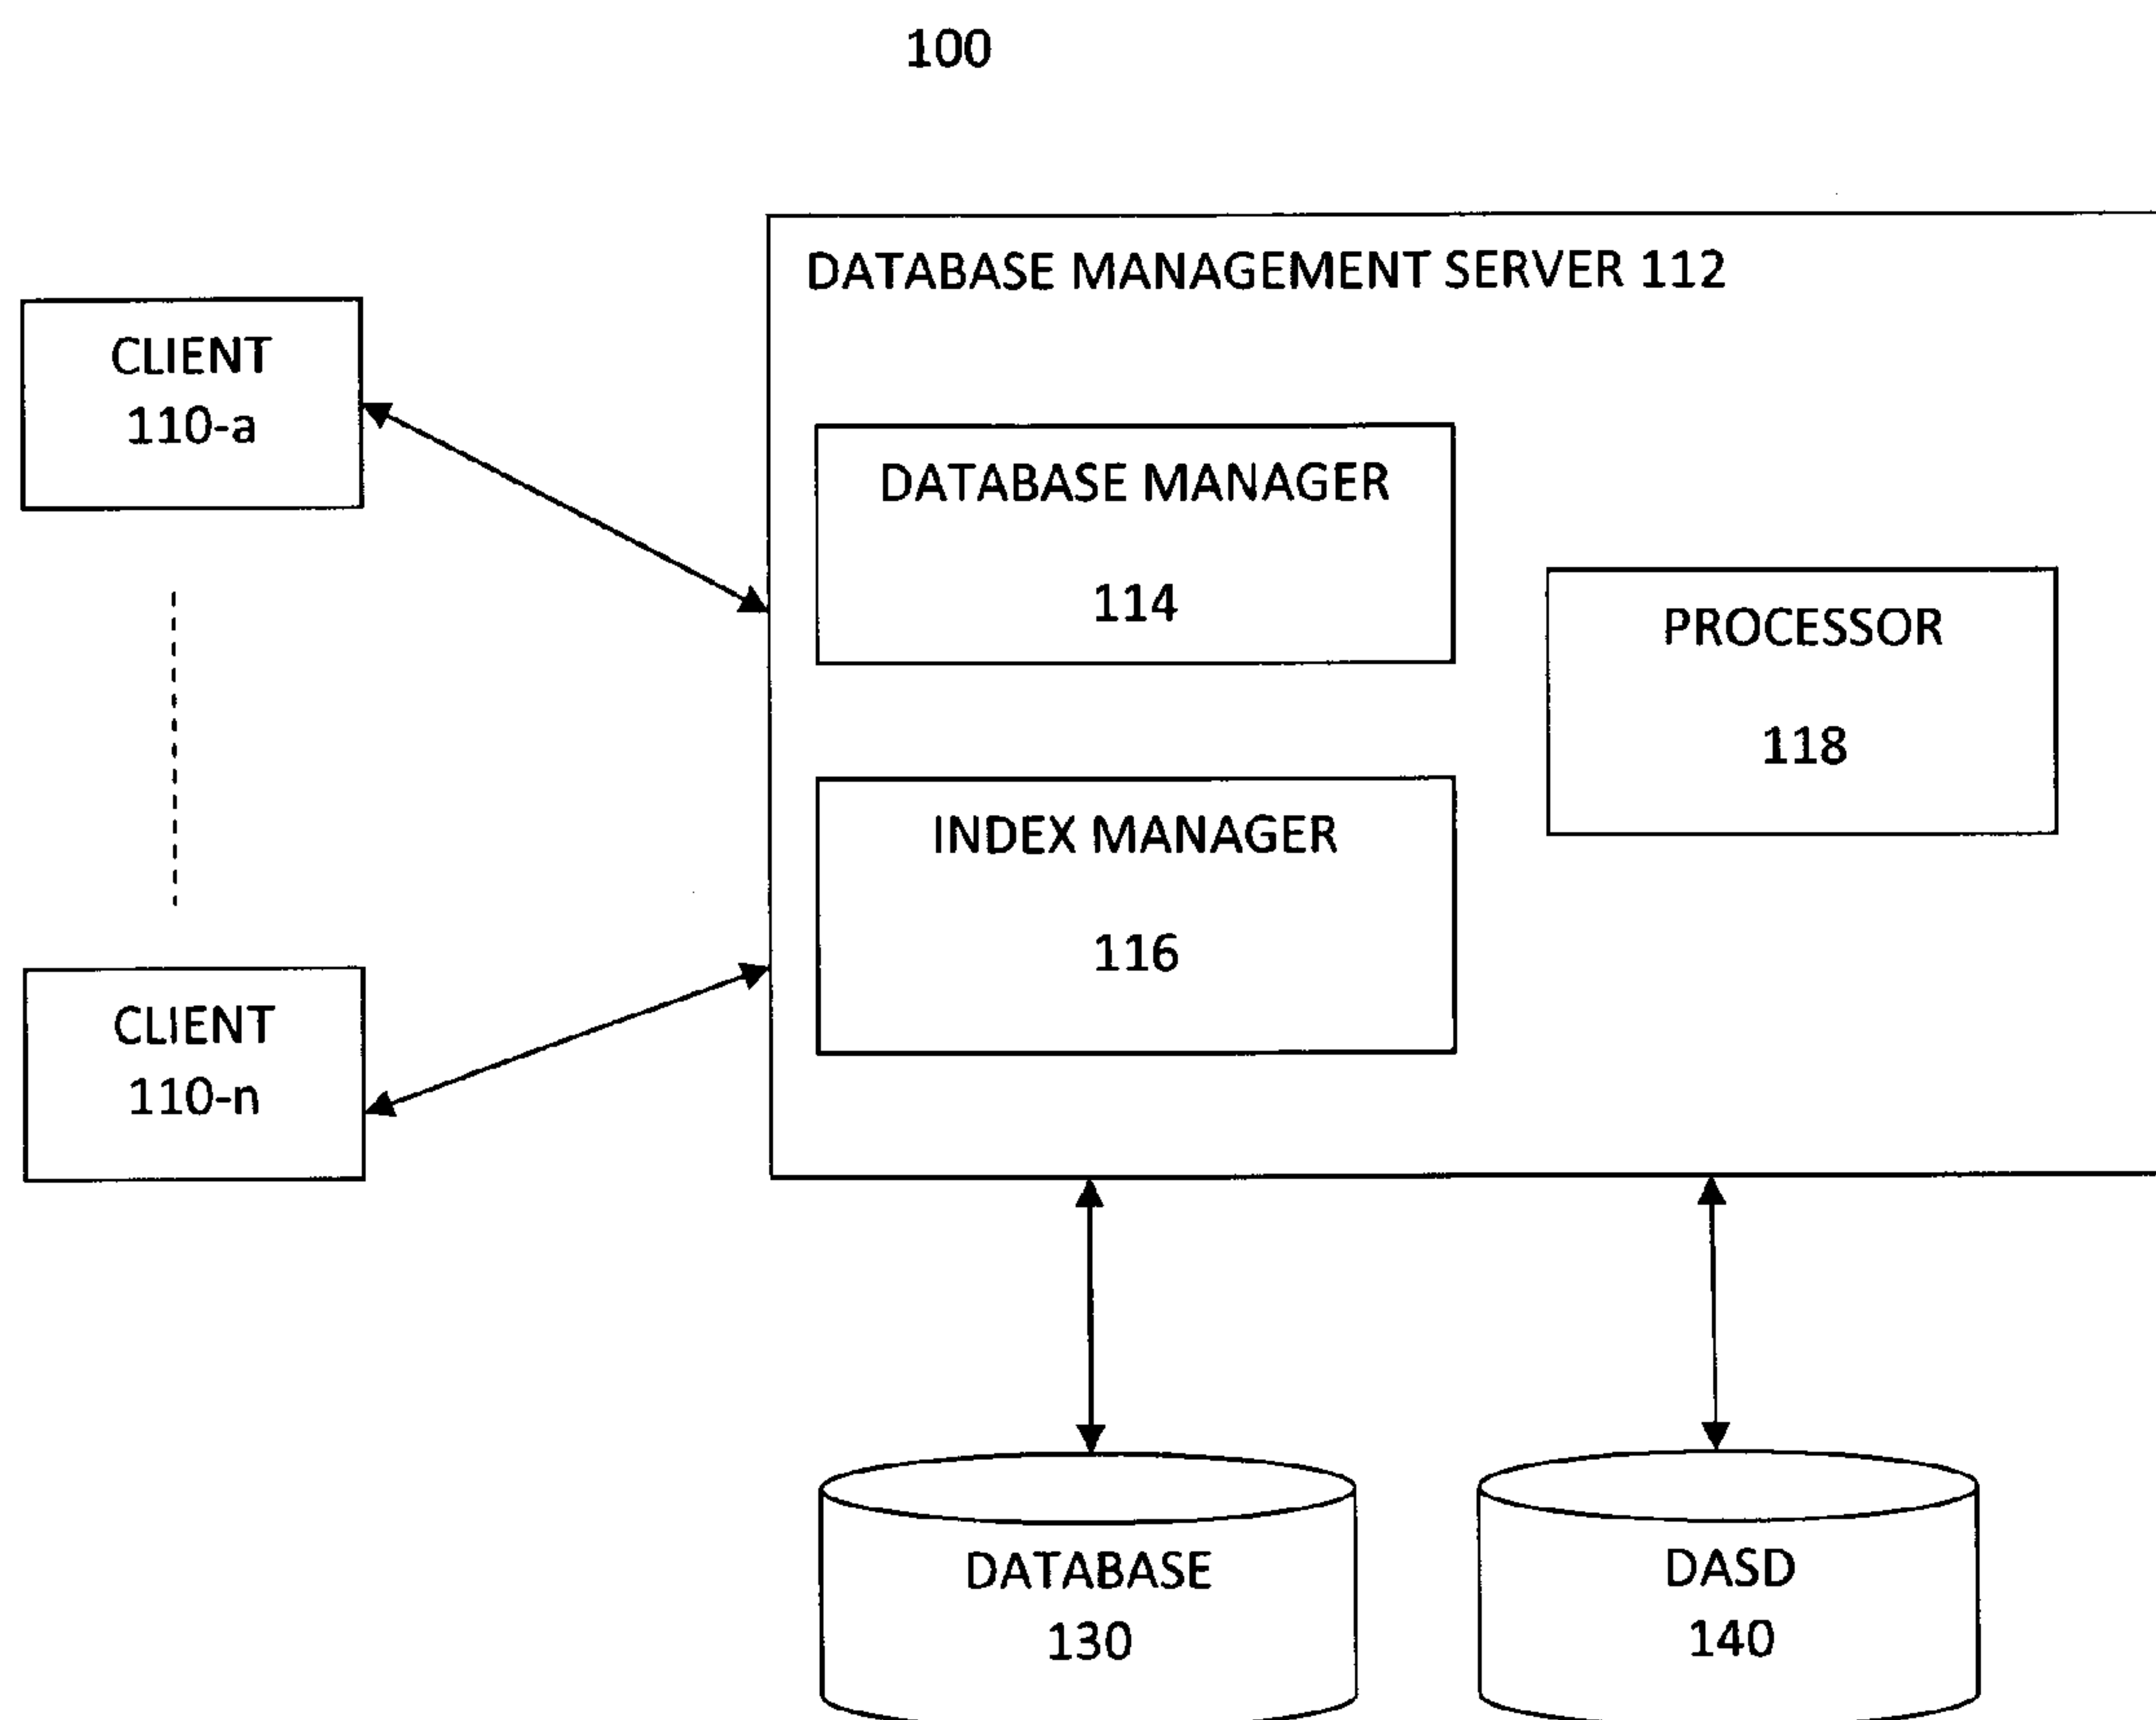 100
DATABASE MANAGEMENT SERVER 112
CLIENT
110-a
DATABASE MANAGER
114
PROCESSOR
118
INDEX MANAGER
116
CLIENT
110-n
DATABASE
130
DASD
140